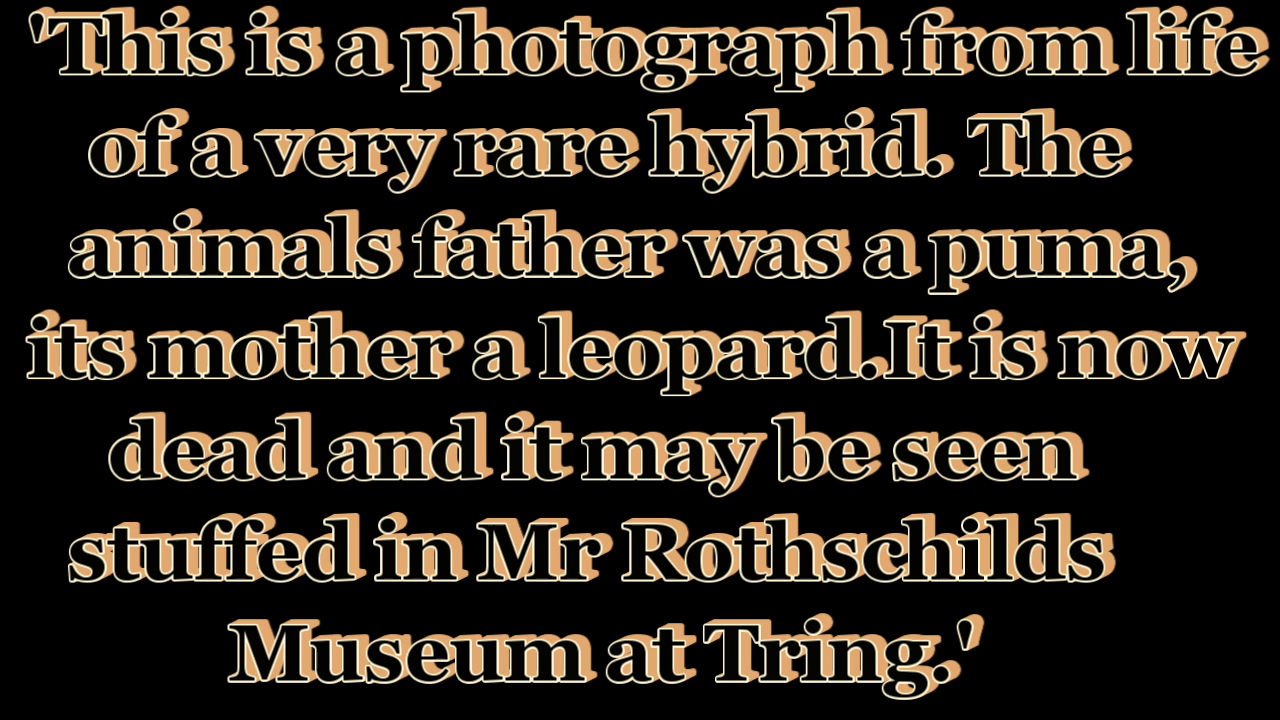 'This is a photograph from life
of a very rare hybrid. The
animals father was a puma,
its mother a leopard.It is now
dead and it may be seen
stuffed in Mr Rothschilds
Museum at Tring.'